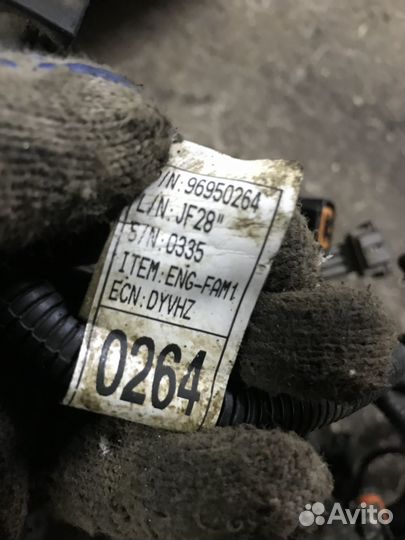 /N:96950264
L/N:JF28"
S/N:0335
ITEM:ENG-FAM1
ECN:DYVHZ
0264
Avito